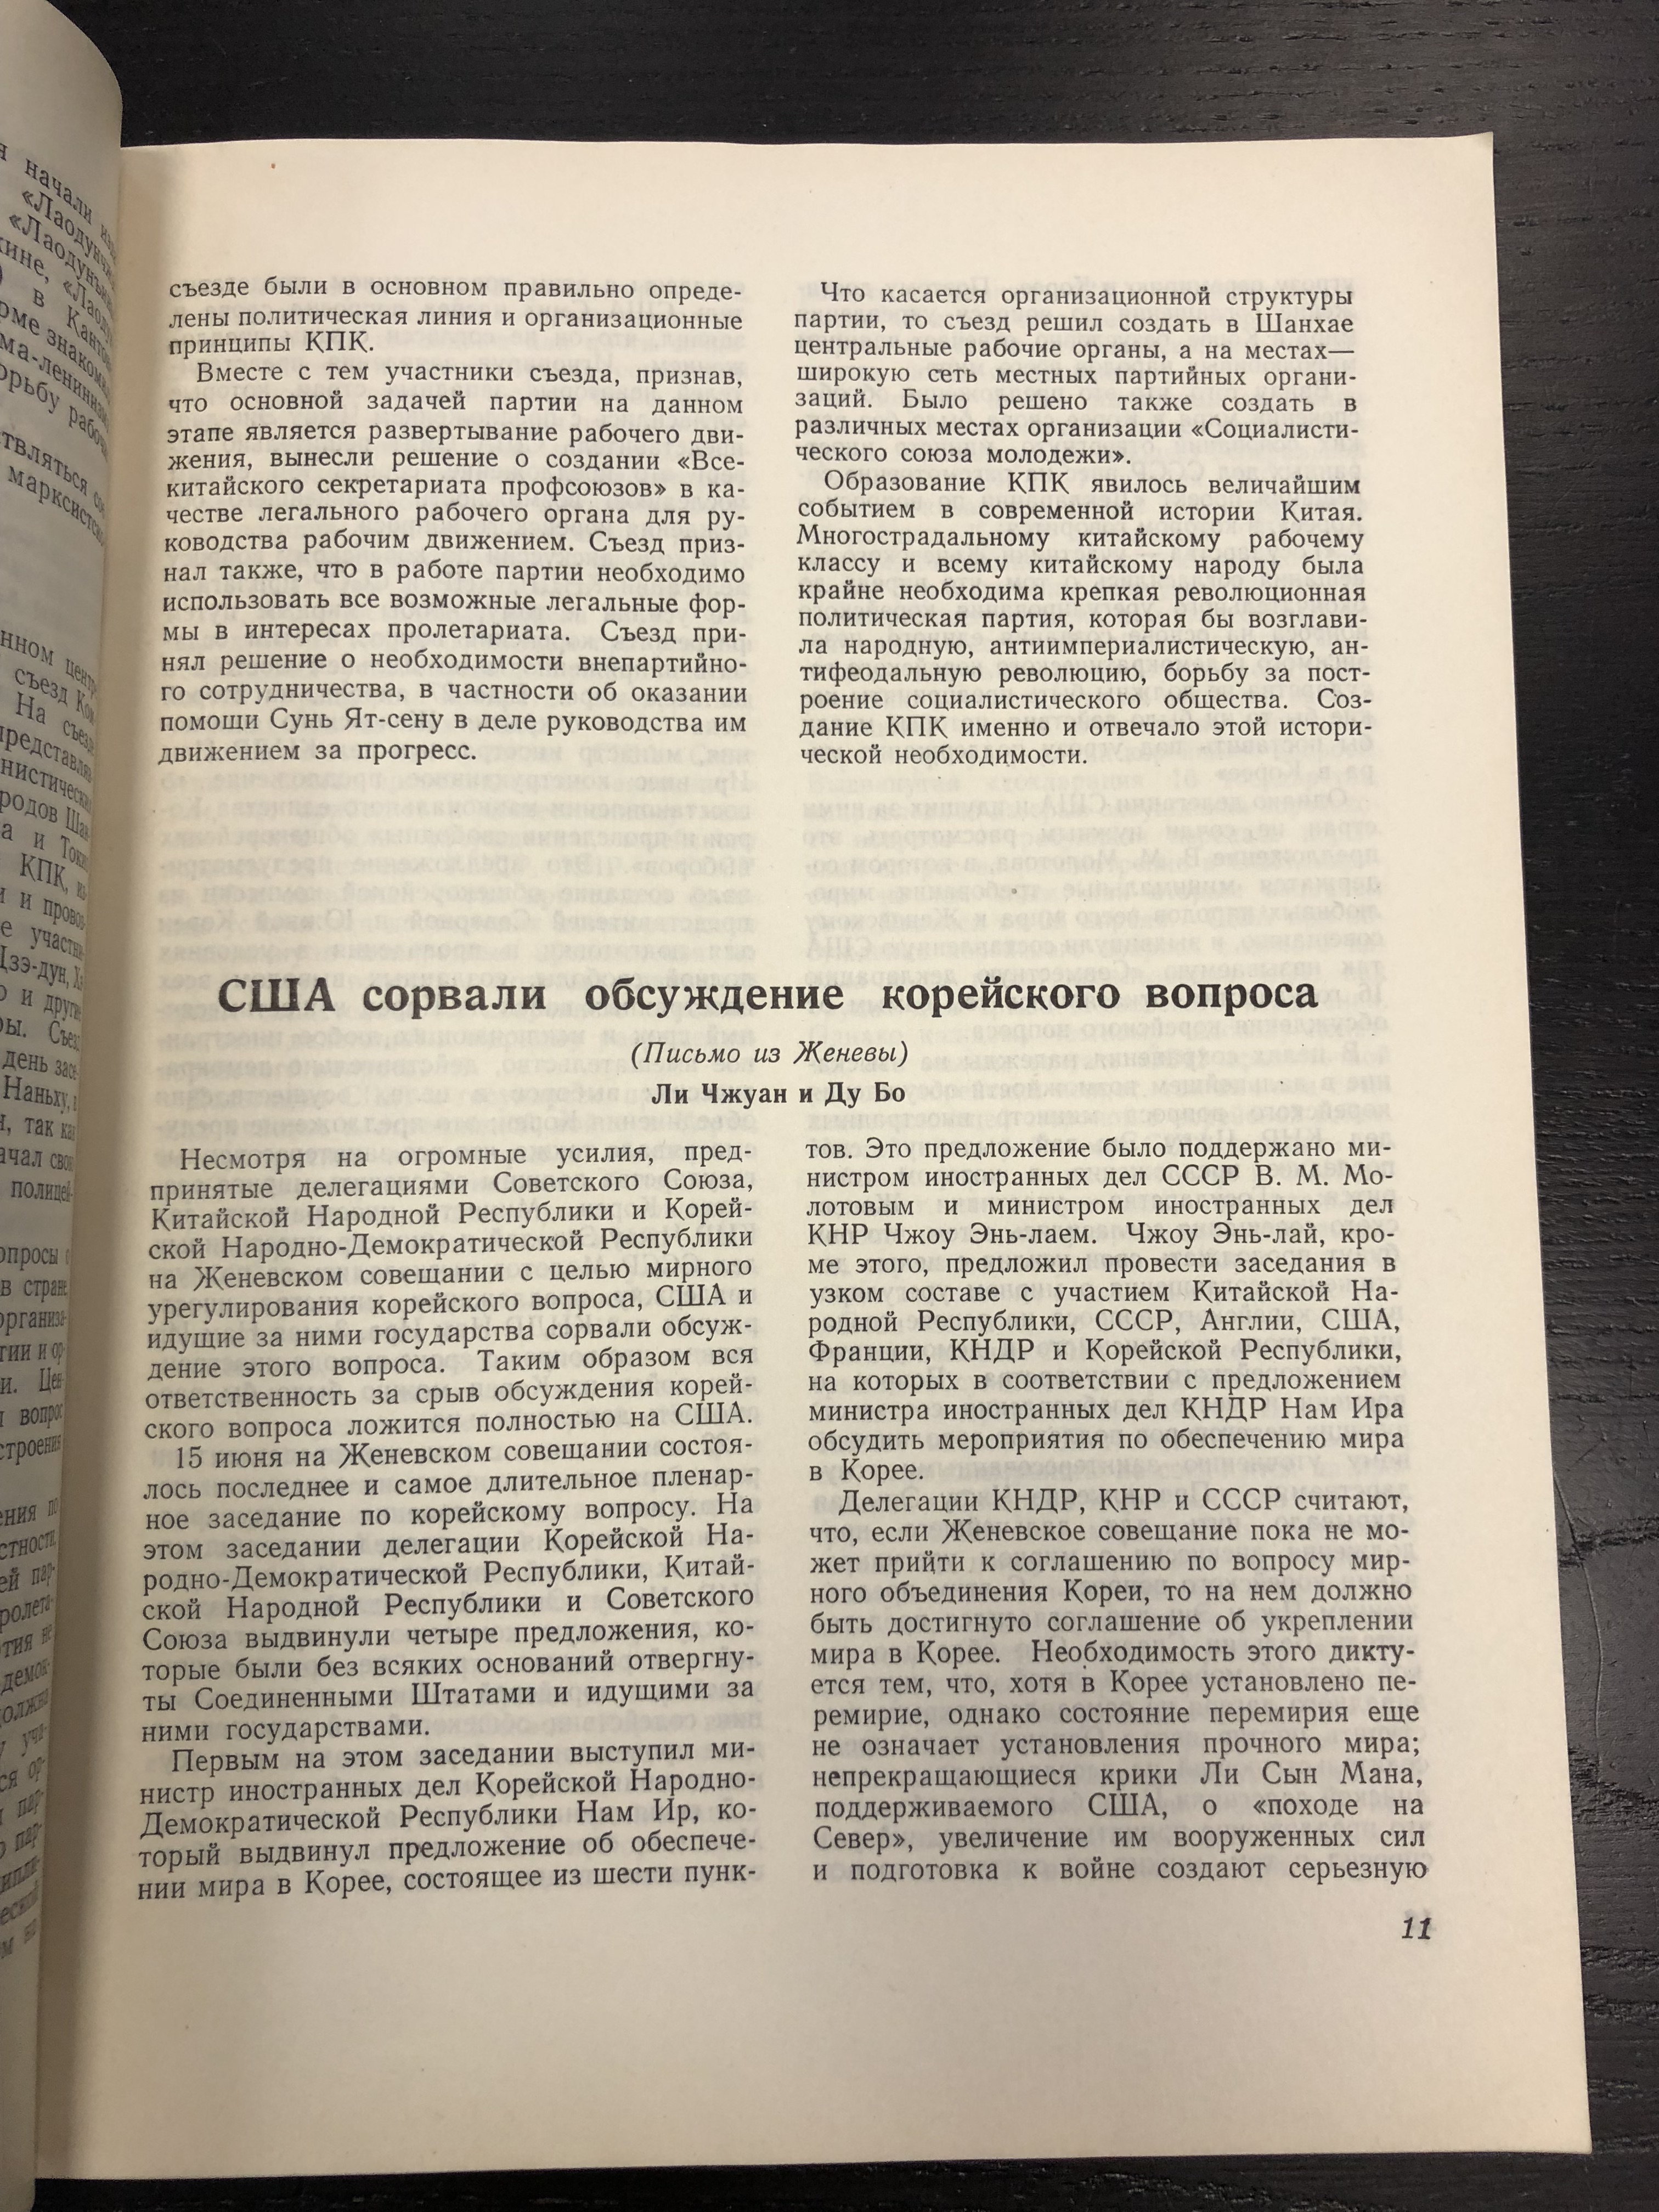 съезде были в основном правильно опреде-
лены политическая линия и организационные
принципы КПК.
Вместе с тем участники съезда, признав,
что основной задачей партии на данном
этапе является развертывание рабочего дви-
жения, вынесли решение о создании «Все-
китайского секретариата профсоюзов» в ка-
честве легального рабочего органа для ру-
ководства рабочим движением. Съезд приз-
нал также, что в работе партии необходимо
использовать все возможные легальные фор-
мы в интересах пролетариата. Съезд при-
нял решение о необходимости внепартийно-
го сотрудничества, в частности об оказании
помощи Сунь Ят-сену в деле руководства им
движением за прогресс.
Что касается организационной структуры
партии, то съезд решил создать в Шанхае
центральные рабочие органы, а на местах—
широкую сеть местных партийных органи-
заций. Было решено также создать в
различных местах организации «Социалисти-
ческого союза молодежи».
Образование КПК явилось величайшим
событием в современной истории Китая.
Многострадальному китайскому рабочему
классу и всему китайскому народу была
крайне необходима крепкая революционная
политическая партия, которая бы возглави-
ла народную, антиимпериалистическую, ан-
тифеодальную революцию, борьбу за пост-
роение социалистического общества. Соз-
дание КПК именно и отвечало этой истори-
ческой необходимости.
США сорвали обсуждение корейского вопроса
(Письмо из Женевы)
Ли Чжуан и Ду Бо
Несмотря на огромные усилия, пред-
принятые делегациями Советского Союза,
Китайской Народной Республики и Корей-
ской Народно-Демократической Республики
на Женевском совещании с целью мирного
урегулирования корейского вопроса, США и
идущие за ними государства сорвали обсуж-
дение этого вопроса. Таким образом вся
ответственность за срыв обсуждения корей-
ского вопроса ложится полностью на США.
15 июня на Женевском совещании состоя-
лось последнее и самое длительное пленар-
ное заседание по корейскому вопросу. На
этом заседании делегации Корейской На-
родно-Демократической Республики, Китай-
ской Народной Республики и Советского
Союза выдвинули четыре предложения, ко-
торые были без всяких оснований отвергну-
ты Соединенными Штатами и идущими за
ними государствами.
Первым на этом заседании выступил ми-
нистр иностранных дел Корейской Народно-
Демократической Республики Нам Ир, ко-
торый выдвинул предложение об обеспече-
нии мира в Корее, состоящее из шести пунк-
тов. Это предложение было поддержано ми-
нистром иностранных дел СССР В. М. Мо-
лотовым и министром иностранных дел
КНР Чжоу Энь-лаем. Чжоу Энь-лай, кро-
ме этого, предложил провести заседания в
узком составе с участием Китайской На-
родной Республики, СССР, Англии, США,
Франции, КНДР и Корейской Республики,
на которых в соответствии с предложением
министра иностранных дел КНДР Нам Ира
обсудить мероприятия по обеспечению мира
в Корее.
Делегации КНДР, КНР и СССР считают,
что, если Женевское совещание пока не мо-
жет прийти к соглашению по вопросу мир-
ного объединения Кореи, то на нем должно
быть достигнуто соглашение об укреплении
мира в Корее. Необходимость этого дикту-
ется тем, что, хотя в Корее установлено пе-
ремирие, однако состояние перемирия еще
не означает установления прочного мира;
непрекращающиеся крики Ли Сын Мана,
поддерживаемого США, о «походе на
Север», увеличение им вооруженных сил
и подготовка к войне создают серьезную
11